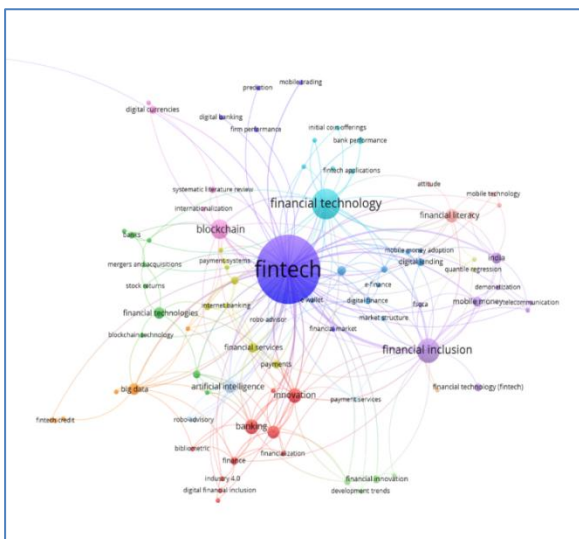 mobile trading
prediction
digital currencies
digital banking
firm performance
initial coin offerings
bank performance
fintech applications
systematic literature review
attitude
mobile technology
financial technology
internationalization
financial literacy
blockchain
banks
mobile money adoption
payment systems
digital lending
india
mergers and acquisitions
fintech
e-finance
quantile regression
stock returns
demonetization
internet banking
e-wallet
digital finance
africa
mobile money
telecommunication
financial technologies
robo advisor
market structure
financial market
blockchain technology
financial services
financial inclusion
payments
big data
artificial intelligence
financial technology (fintech)
innovation
payment services
fintech credit
robo-advisory
banking
bibliometric
financialization
finance
industry 4.0
financial innovation
digital financial inclusion
development trends